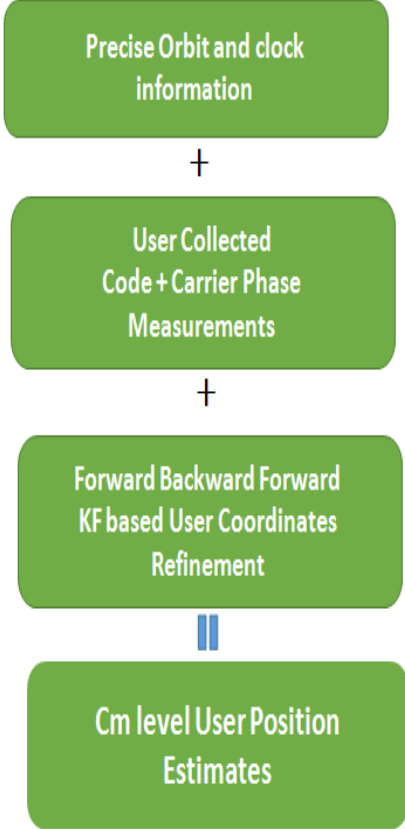 Precise Orbit and clock
information
+
User Collected
Code + Carrier Phase
Measurements
+
Forward Backward Forward
KF based User Coordinates
Refinement
Cm level User Position
Estimates